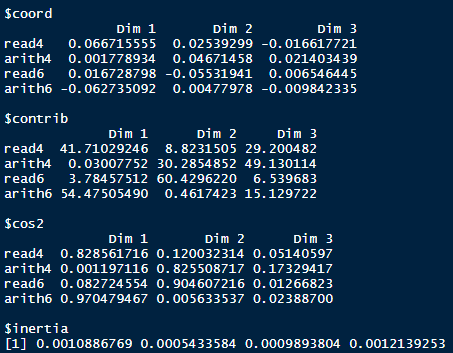 $coord
Dim 1 Dim 2 Dim 3
read4 0.066715555 0.02539299 -0.016617721
arith4 0.001778934 0.04671458 0.021403439
read6 0.016728798 -0.05531941 0.006546445
arith6 -0.062735092 0.00477978 -0.009842335
$contrib
Dim 1 Dim 2 Dim 3
read4 41.71029246 8.8231505 29.200482
arith4 0.03007752 30.2854852 49.130114
read6 3.78457512 60.4296220 6.539683
arith6 54.47505490 0.4617423 15.129722
$cos2
Dim 1 Dim 2 Dim 3
read4 0.828561716 0.120032314 0.05140597
arith4 0.001197116 0.825508717 0.17329417
read6 0.082724554 0.904607216 0.01266823
arith6 0.970479467 0.005633537 0.02388700
$inertia
[1] 0.0010886769 0.0005433584 0.0009893804 0.0012139253